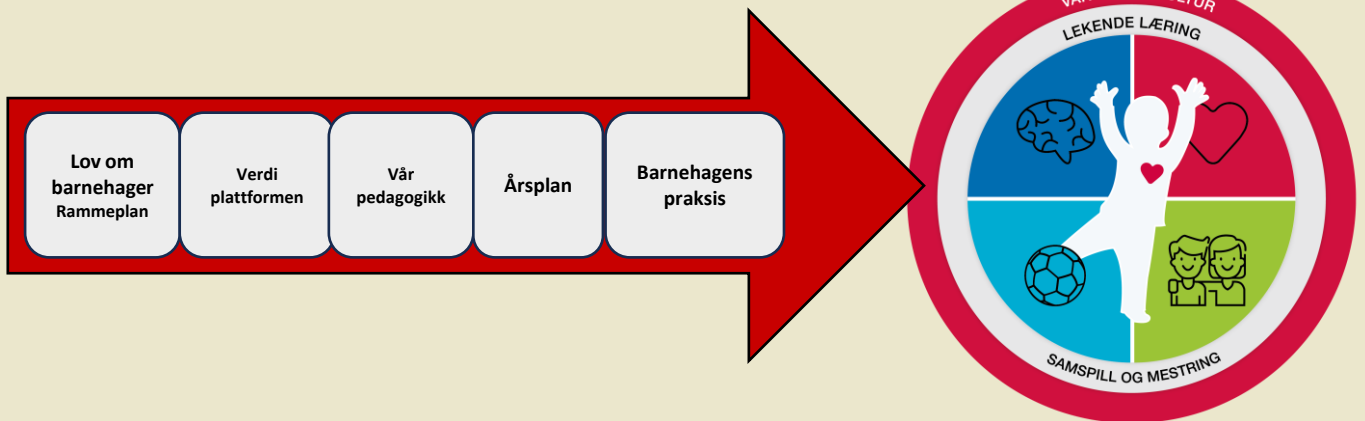 Lov om
barnehager
Rammeplan
Verdi
plattformen
Vår
pedagogikk
Årsplan
Barnehagens
praksis
LEKENDE LÆRING
SAMSPILL OG MESTRING